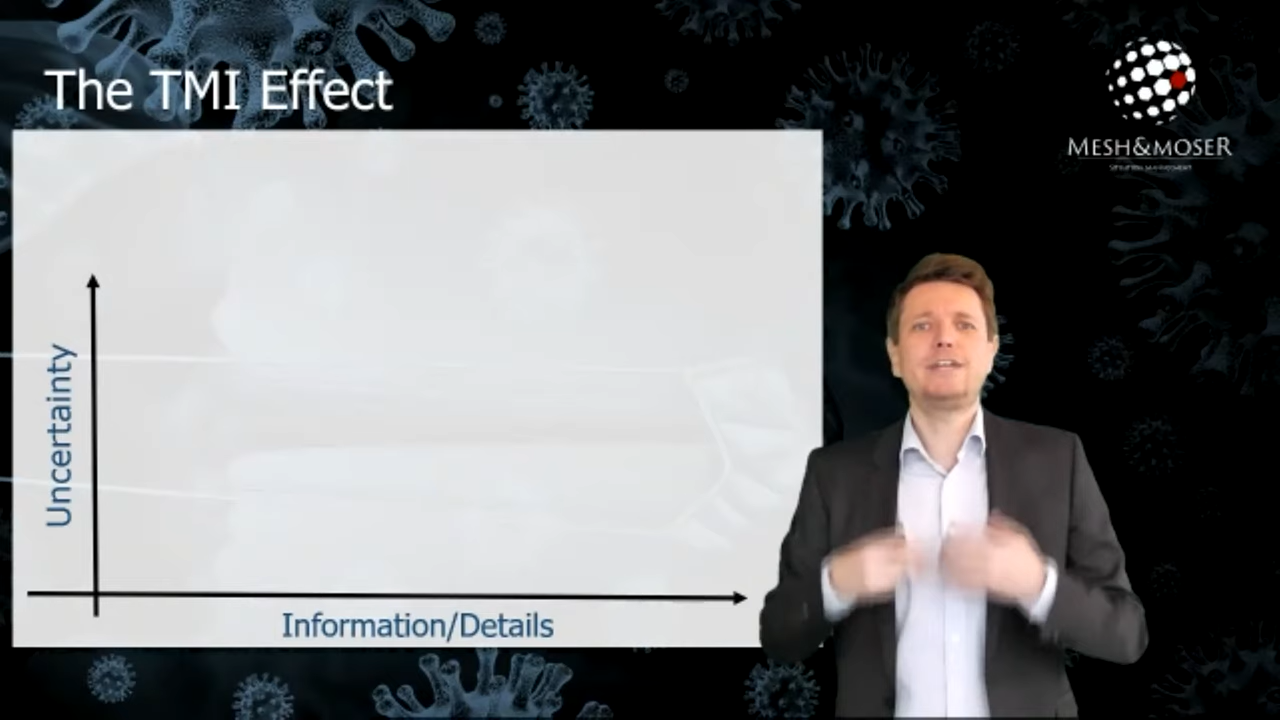 The TMI Effect
MESH&MOSER
Uncertainty
Information/Details